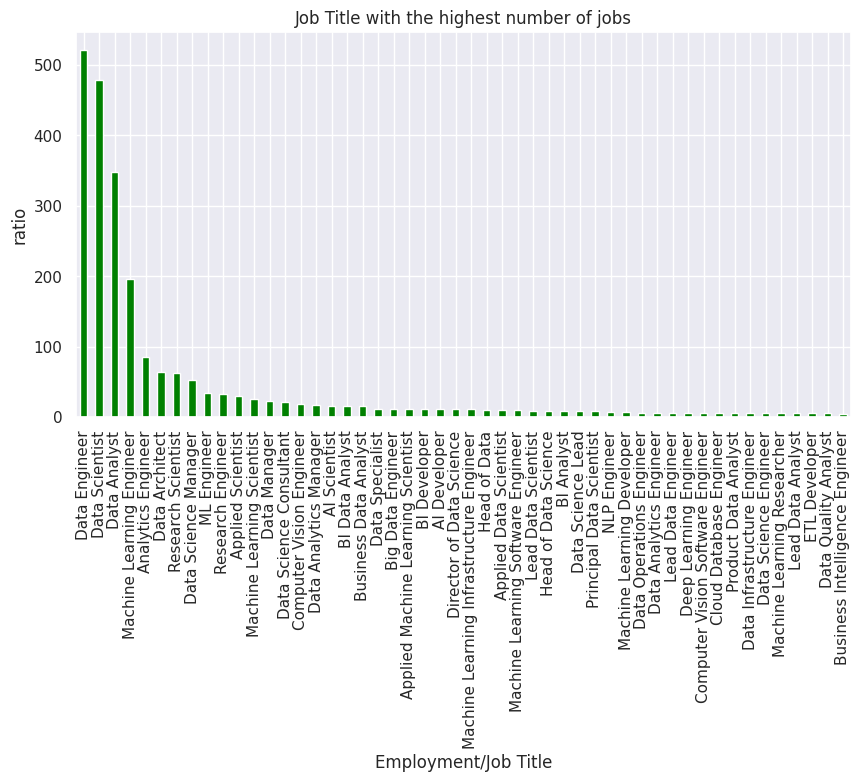 Job Title with the highest number of jobs
ratio
500
400
300
200
100
0
Data Engineer
Data Scientist
Data Analyst
Machine Learning Engineer
Analytics Engineer
Data Architect
Research Scientist
Data Science Manager
ML Engineer
Research Engineer
Applied Scientist
Machine Learning Scientist
Data Manager
Data Science Consultant
Computer Vision Engineer
Data Analytics Manager
AI Scientist
BI Data Analyst
Business Data Analyst
Data Specialist
Big Data Engineer
Applied Machine Learning Scientist
BI Developer
AI Developer
Director of Data Science
Machine Learning Infrastructure Engineer
Head of Data
Applied Data Scientist
Machine Learning Software Engineer
Lead Data Scientist
Head of Data Science
BI Analyst
Data Science Lead
Principal Data Scientist
NLP Engineer
Machine Learning Developer
Data Operations Engineer
Data Analytics Engineer
Lead Data Engineer
Deep Learning Engineer
Computer Vision Software Engineer
Cloud Database Engineer
Product Data Analyst
Data Infrastructure Engineer
Data Science Engineer
Machine Learning Researcher
Lead Data Analyst
ETL Developer
Data Quality Analyst
Business Intelligence Engineer
Employment/Job Title